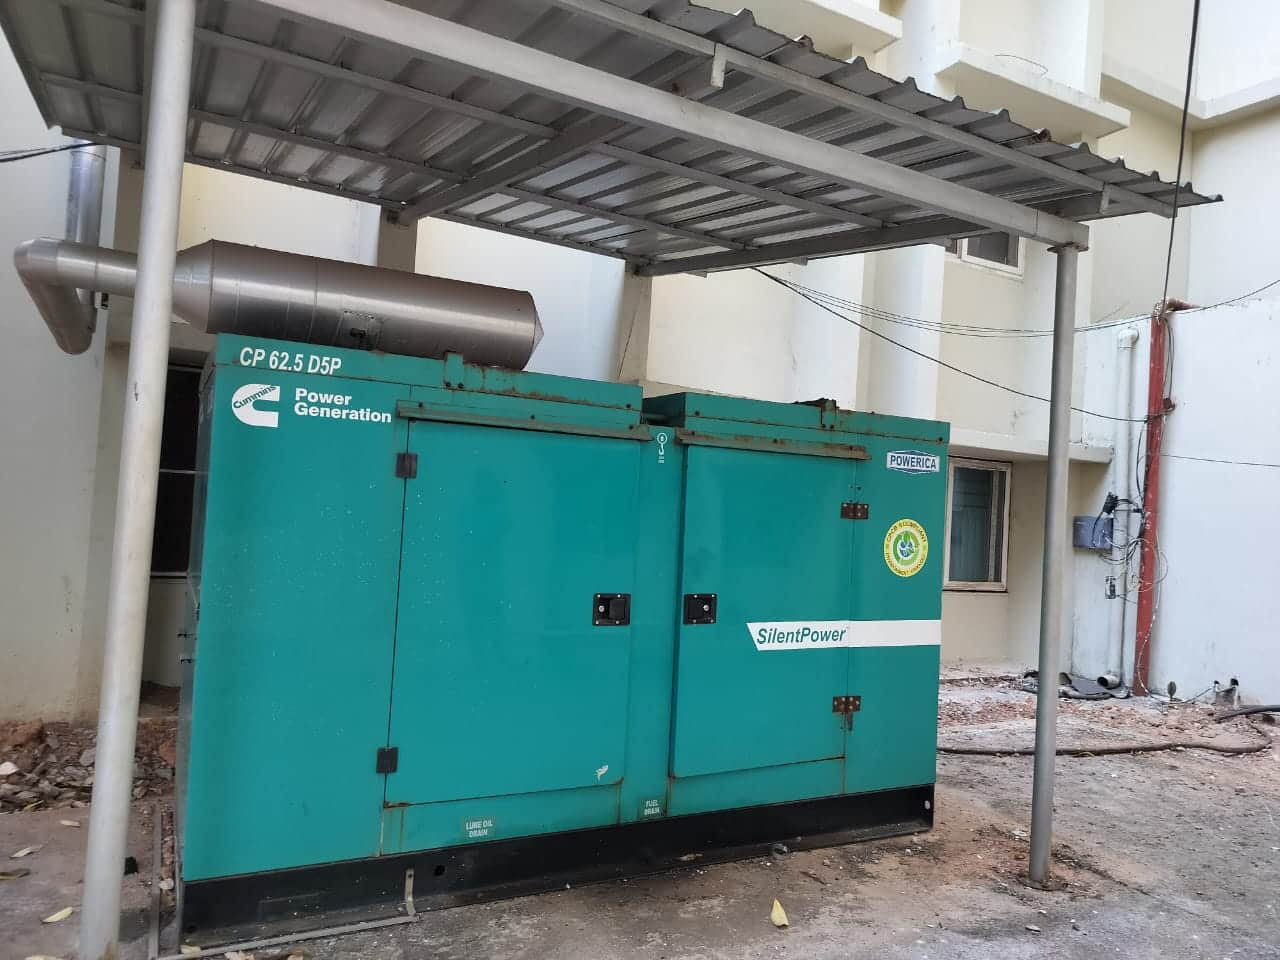 CP 62.5 D5P
Cummins
Power
Generation
POWERICA
SilentPower
LUBE OIL
DRAIN
FUEL
DRAIN